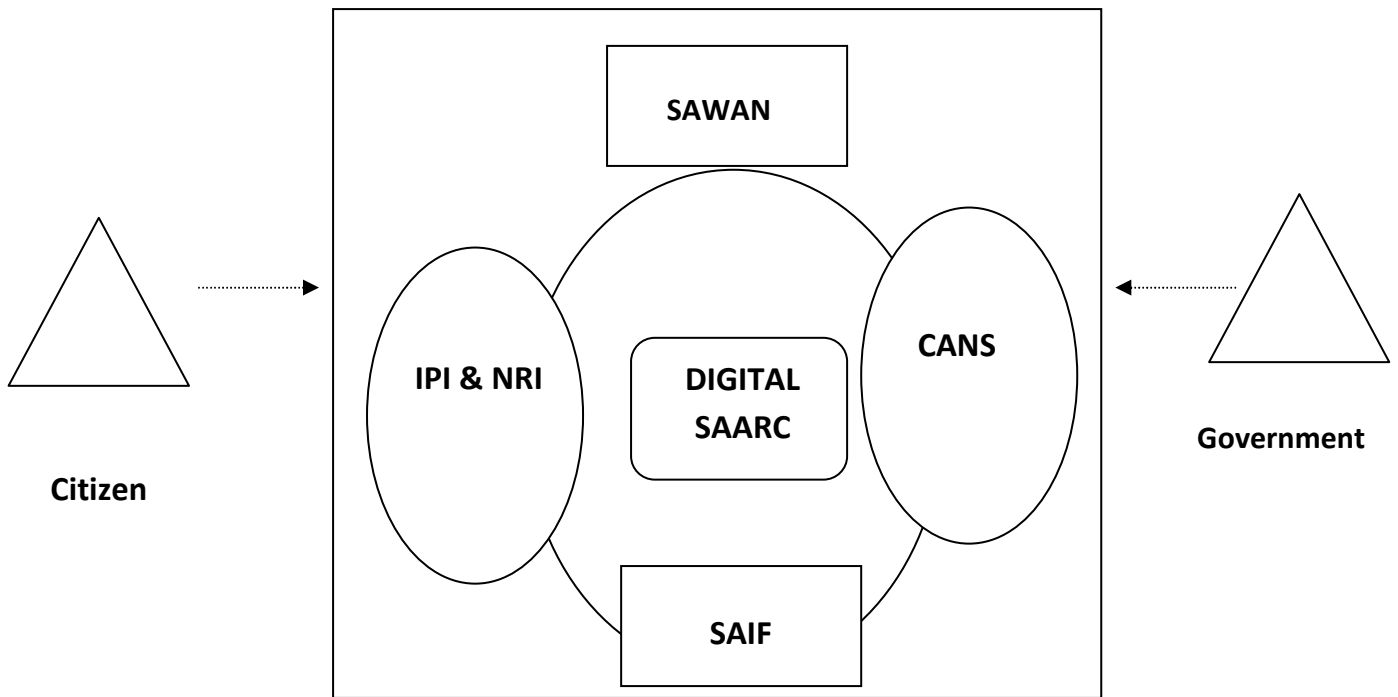 SAWAN
CANS
IPI & NRI
DIGITAL
SAARC
Government
Citizen
SAIF